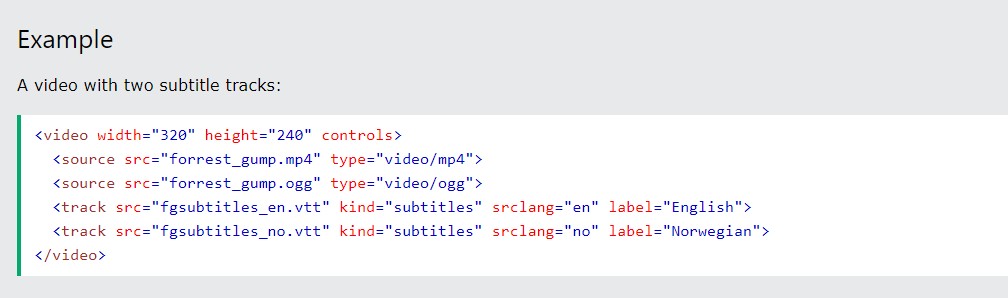 Example
A video with two subtitle tracks:
<video width="320" height="240" controls>
<source src="forrest_gump.mp4" type="video/mp4">
<source src="forrest_gump.ogg" type="video/ogg">
<track src="fgsubtitles_en.vtt" kind="subtitles" srclang="en" label="English">
<track src="fgsubtitles_no.vtt" kind="subtitles" srclang="no" label="Norwegian">
</video>